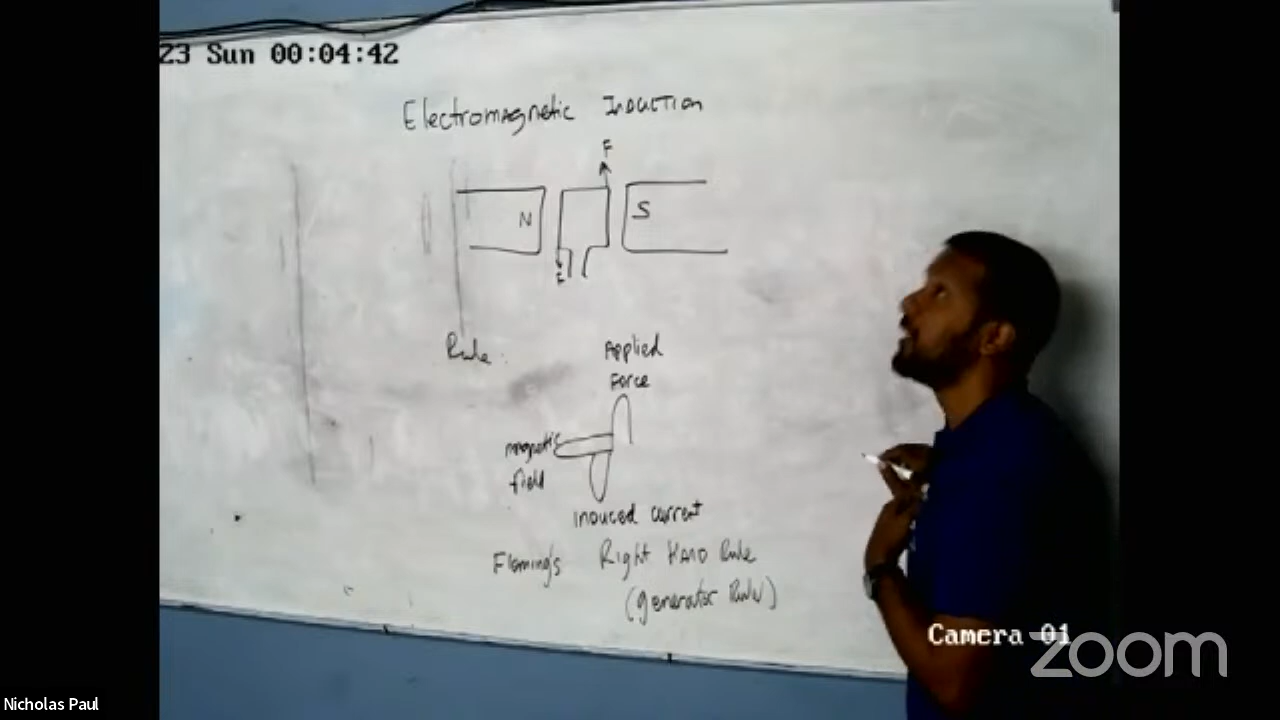 23 Sun 00:04:42
Electromagnetic Induction
F
N
S
F
Rule :
Applied
Force
magnetic
field
induced current
Fleming's Right Hand Rule
(generator Rule)
Camera 01
zoom
Nicholas Paul